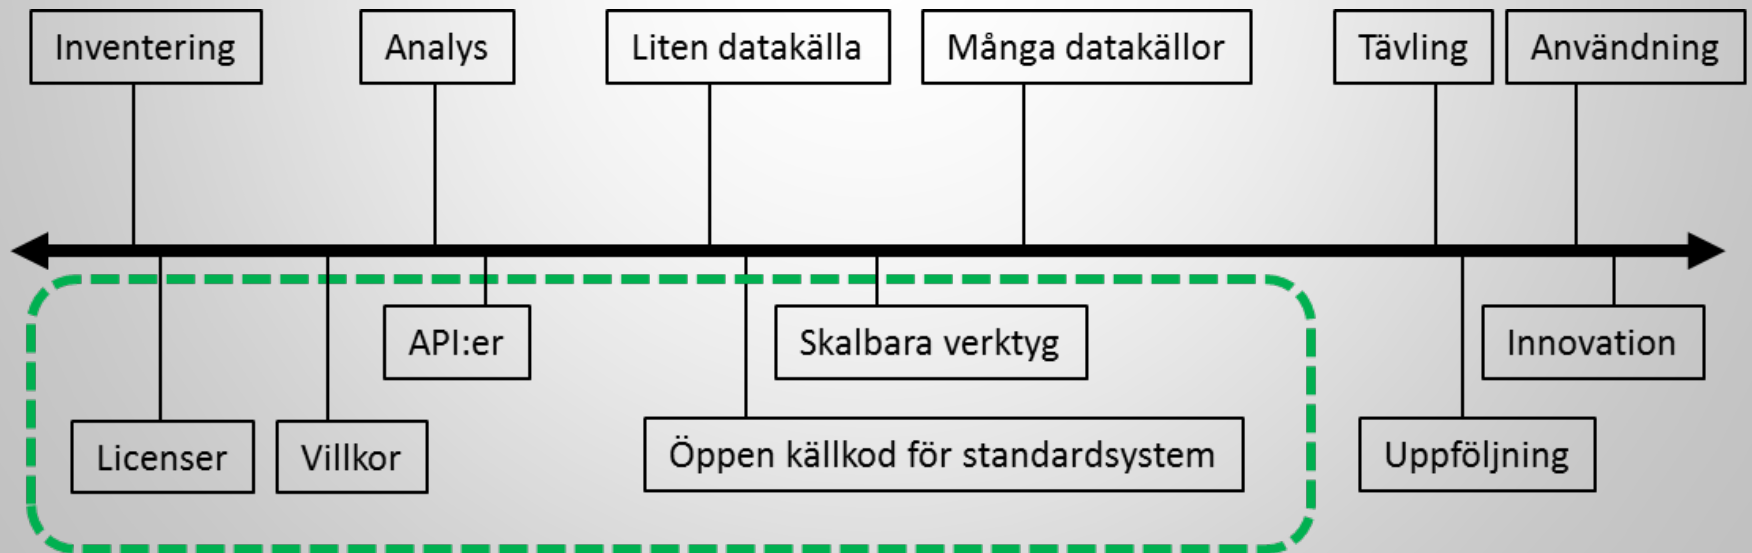 Inventering
Analys
Liten datakälla
Många datakällor
Tävling
Användning
API:er
Skalbara verktyg
Innovation
Licenser
Villkor
Öppen källkod för standardsystem
Uppföljning